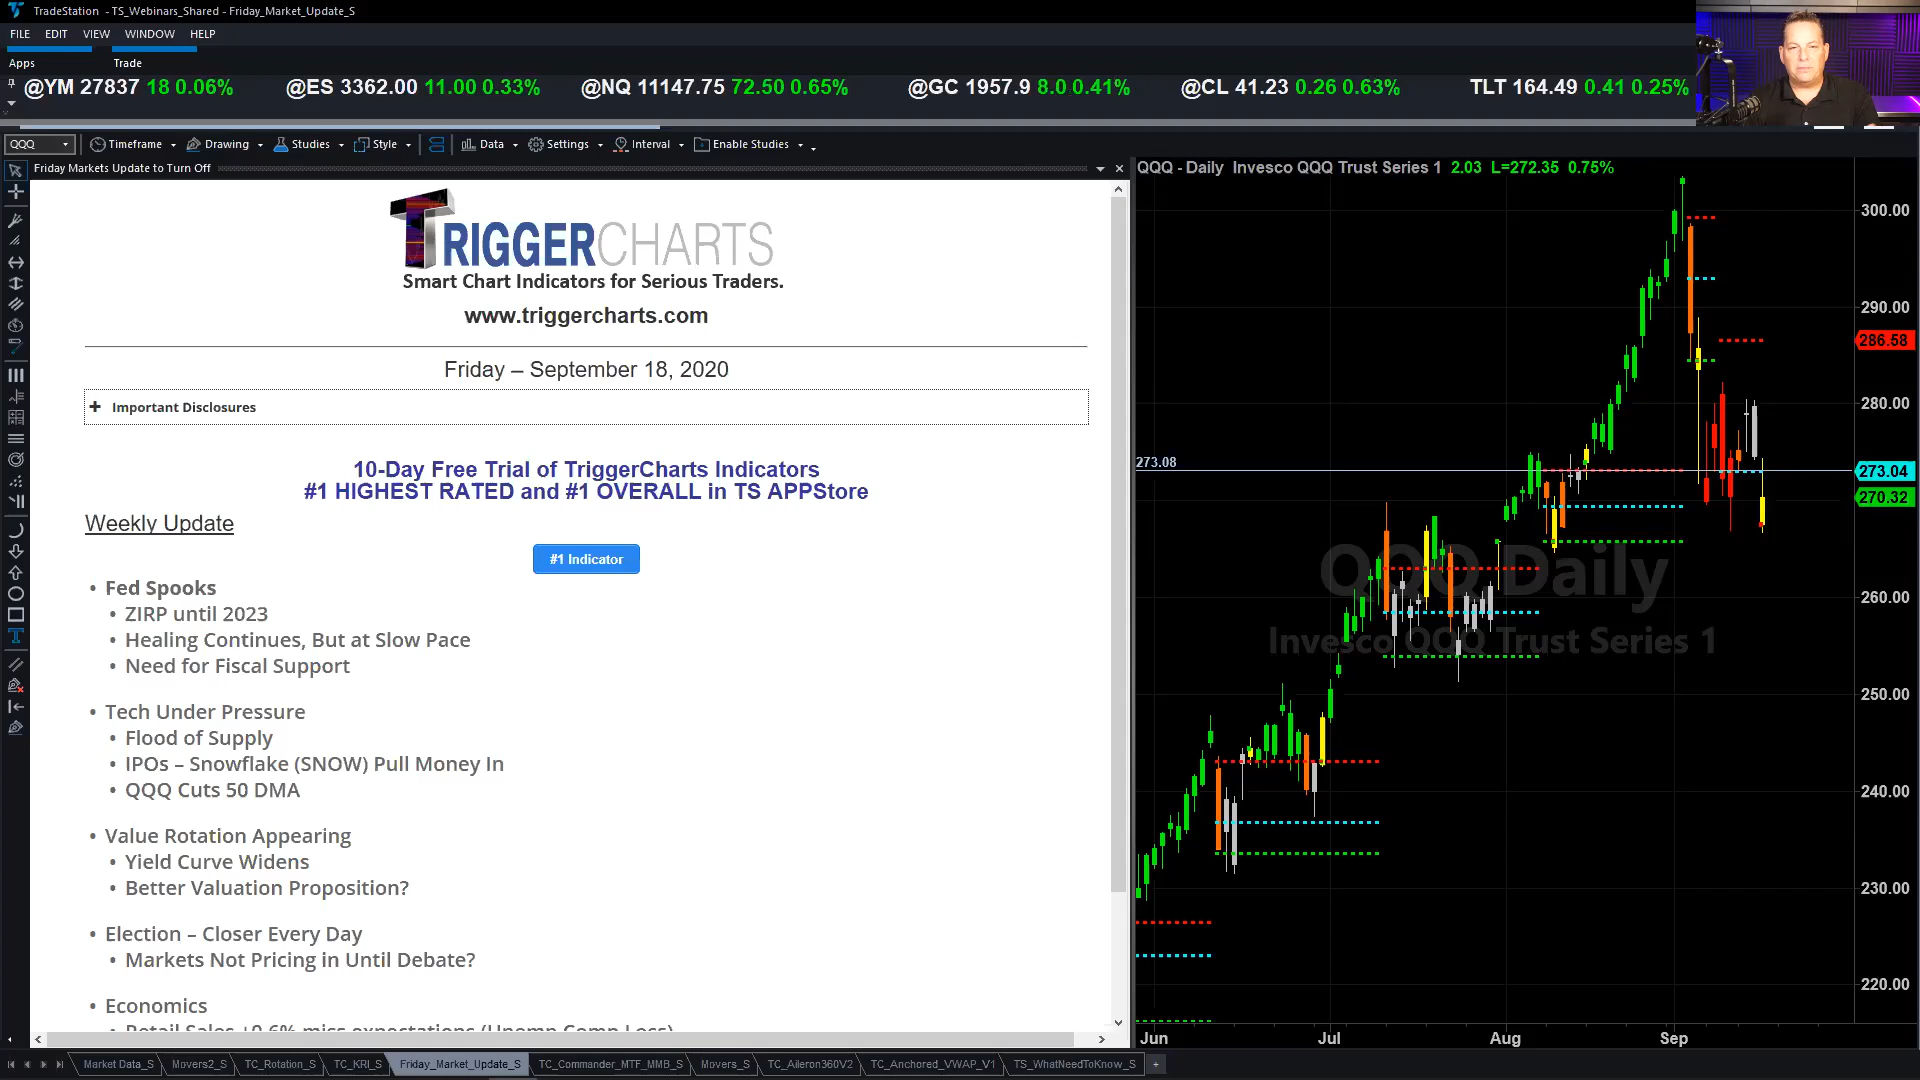 TradeStation - TS_Webinars_Shared - Friday_Market_Update_S
FILE EDIT VIEW WINDOW HELP
Apps Trade
@YM 27837 18 0.06% @ES 3362.00 11.00 0.33% @NQ 11147.75 72.50 0.65% @GC 1957.9 8.0 0.41% @CL 41.23 0.26 0.63% TLT 164.49 0.41 0.25%
QQQ Timeframe Drawing Studies Style Data Settings Interval Enable Studies
Friday Markets Update to Turn Off
TRIGGERCHARTS
Smart Chart Indicators for Serious Traders.
www.triggercharts.com
Friday – September 18, 2020
+ Important Disclosures
10-Day Free Trial of TriggerCharts Indicators
#1 HIGHEST RATED and #1 OVERALL in TS APPStore
Weekly Update
#1 Indicator
• Fed Spooks
• ZIRP until 2023
• Healing Continues, But at Slow Pace
• Need for Fiscal Support
• Tech Under Pressure
• Flood of Supply
• IPOs – Snowflake (SNOW) Pull Money In
• QQQ Cuts 50 DMA
• Value Rotation Appearing
• Yield Curve Widens
• Better Valuation Proposition?
• Election – Closer Every Day
• Markets Not Pricing in Until Debate?
• Economics
• Retail Sales +0.6% miss expectations (Unemp Comp Loss)
QQQ - Daily Invesco QQQ Trust Series 1 2.03 L=272.35 0.75%
300.00
290.00
286.58
280.00
273.08
273.04
270.32
QQQ Daily
260.00
Invesco QQQ Trust Series 1
250.00
240.00
230.00
220.00
Jun Jul Aug Sep
Market Data_S Movers2_S TC_Rotation_S TC_KRI_S Friday_Market_Update_S TC_Commander_MTF_MMB_S Movers_S TC_Aileron360V2 TC_Anchored_VWAP_V1 TS_WhatNeedToKnow_S +